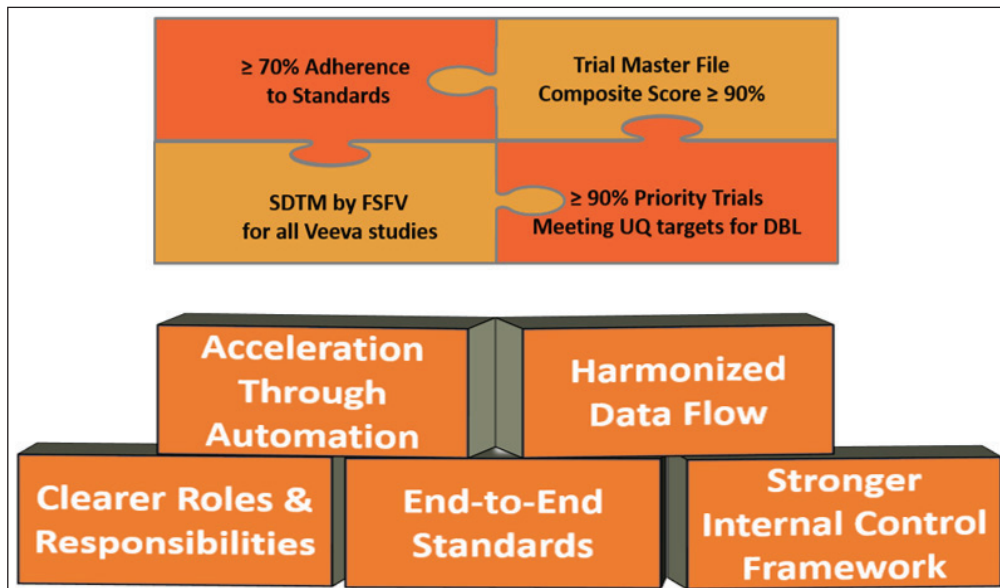 ≥ 70% Adherence
to Standards
Trial Master File
Composite Score ≥ 90%
SDTM by FSFV
for all Veeva studies
≥ 90% Priority Trials
Meeting UQ targets for DBL
Acceleration
Through
Automation
Harmonized
Data Flow
Clearer Roles &
Responsibilities
End-to-End
Standards
Stronger
Internal Control
Framework